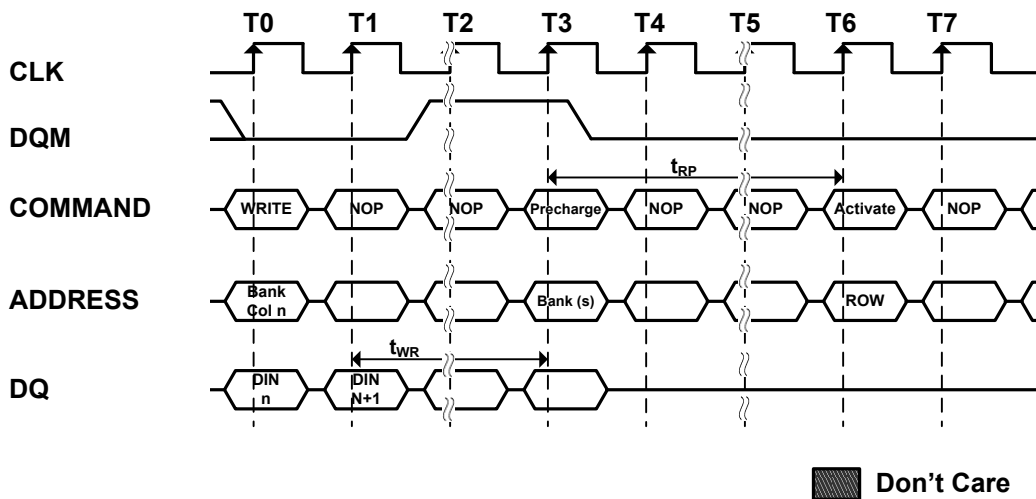 T0 T1 T2 T3 T4 T5 T6 T7
CLK
DQM
tRP
COMMAND WRITE NOP NOP Precharge NOP NOP Activate NOP
ADDRESS Bank Col n Bank (s) ROW
tWR
DQ DIN n DIN N+1
Don't Care